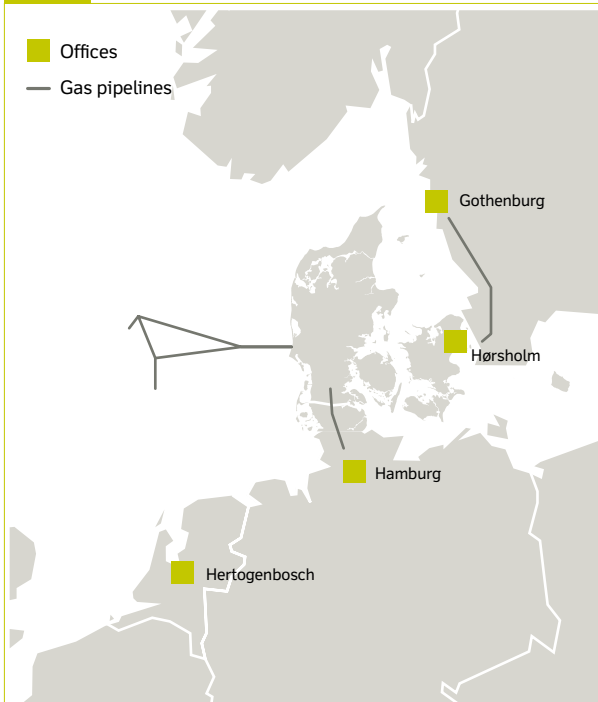 Offices
Gas pipelines
Gothenburg
Hørsholm
Hamburg
Hertogenbosch